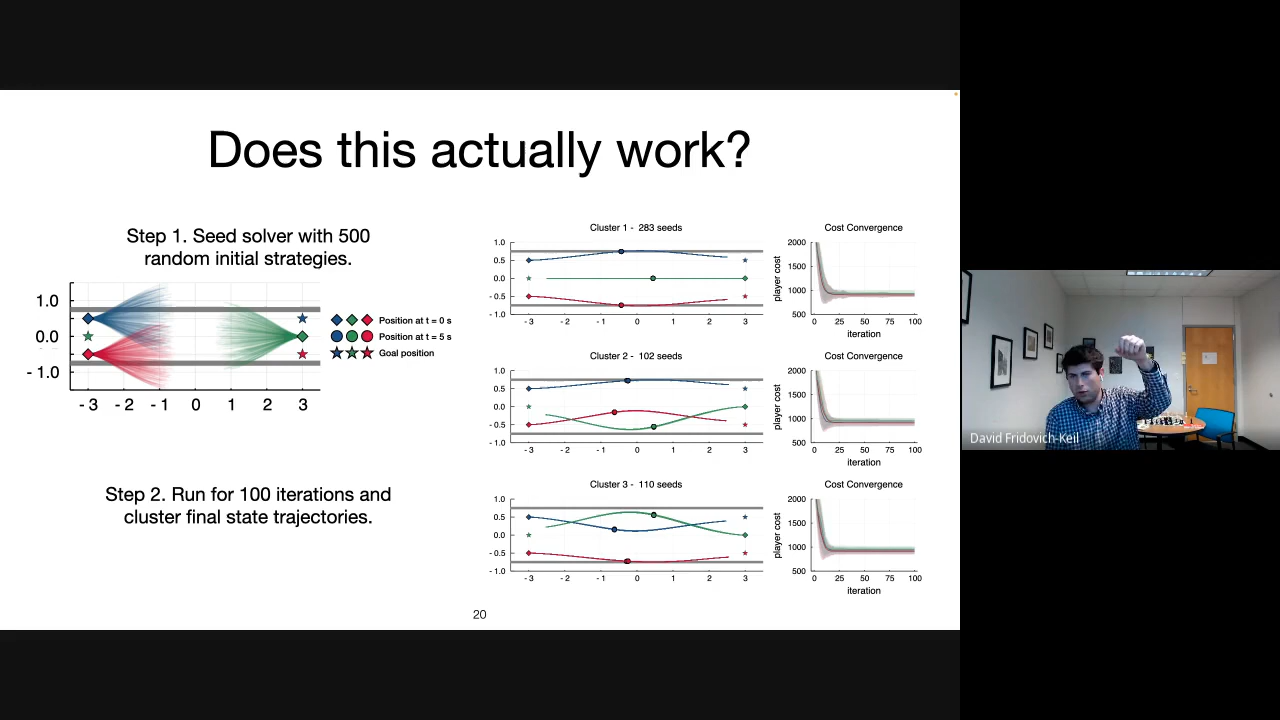 Does this actually work?
Step 1. Seed solver with 500
random initial strategies.
1.0
0.0
- 1.0
- 3 - 2 - 1 0 1 2 3
Position at t = 0 s
Position at t = 5 s
Goal position
Step 2. Run for 100 iterations and
cluster final state trajectories.
Cluster 1 - 283 seeds
1.0
0.5
0.0
- 0.5
- 1.0
- 3 - 2 - 1 0 1 2 3
Cost Convergence
player cost
2000
1500
1000
500
0 25 50 75 100
iteration
Cluster 2 - 102 seeds
1.0
0.5
0.0
- 0.5
- 1.0
- 3 - 2 - 1 0 1 2 3
Cost Convergence
player cost
2000
1500
1000
500
0 25 50 75 100
iteration
Cluster 3 - 110 seeds
1.0
0.5
0.0
- 0.5
- 1.0
- 3 - 2 - 1 0 1 2 3
Cost Convergence
player cost
2000
1500
1000
500
0 25 50 75 100
iteration
20
David Fridovich-Keil